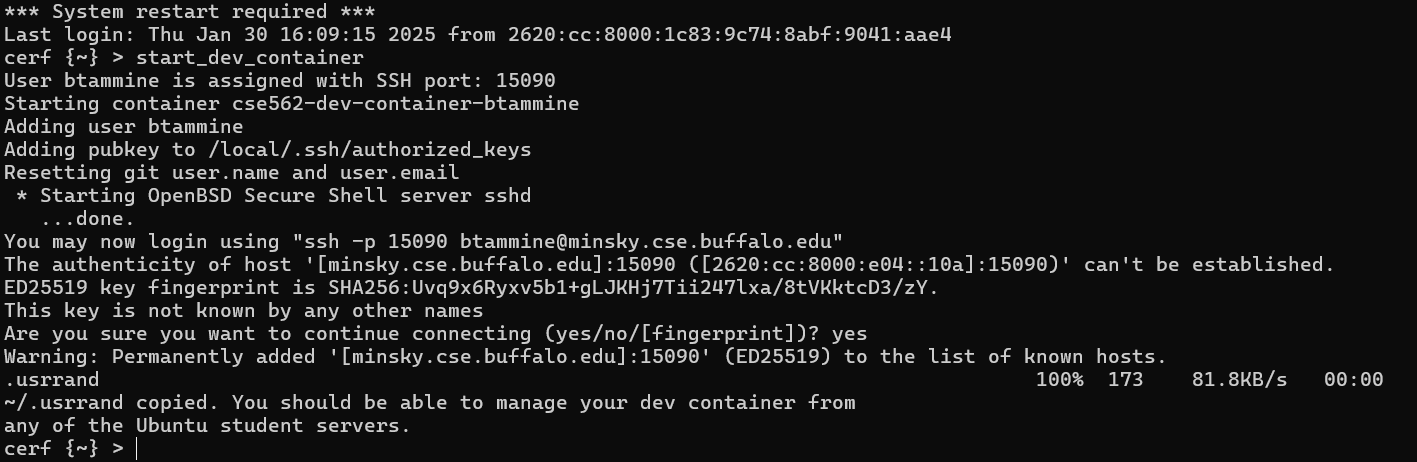 *** System restart required ***
Last login: Thu Jan 30 16:09:15 2025 from 2620:cc:8000:1c83:9c74:8abf:9041:aae4
cerf {~} > start_dev_container
User btammine is assigned with SSH port: 15090
Starting container cse562-dev-container-btammine
Adding user btammine
Adding pubkey to /local/.ssh/authorized_keys
Resetting git user.name and user.email
 * Starting OpenBSD Secure Shell server sshd
   ...done.
You may now login using "ssh -p 15090 btammine@minsky.cse.buffalo.edu"
The authenticity of host '[minsky.cse.buffalo.edu]:15090 ([2620:cc:8000:e04::10a]:15090)' can't be established.
ED25519 key fingerprint is SHA256:Uvq9x6Ryxv5b1+gLJKHj7Tii247lxa/8tVKktcD3/zY.
This key is not known by any other names
Are you sure you want to continue connecting (yes/no/[fingerprint])? yes
Warning: Permanently added '[minsky.cse.buffalo.edu]:15090' (ED25519) to the list of known hosts.
.usrrand 100% 173 81.8KB/s 00:00
~/.usrrand copied. You should be able to manage your dev container from
any of the Ubuntu student servers.
cerf {~} >